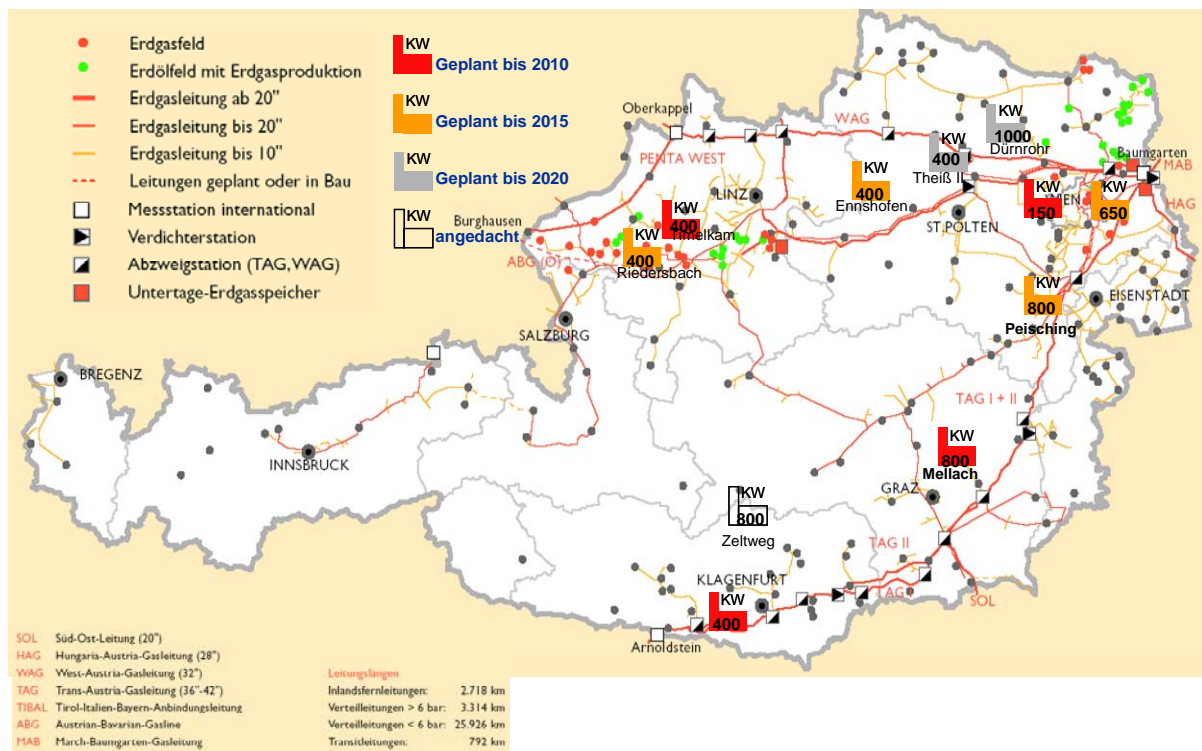 Erdgasfeld
Erdölfeld mit Erdgasproduktion
Erdgasleitung ab 20"
Erdgasleitung bis 20"
Erdgasleitung bis 10"
Leitungen geplant oder in Bau
Messstation international
Verdichterstation
Abzweigstation (TAG, WAG)
Untertage-Erdgasspeicher
KW
Geplant bis 2010
KW
Geplant bis 2015
KW
Geplant bis 2020
KW
angedacht
Oberkappel
WAG
PENTA WEST
KW
1000
Dürnrohr
KW
400
Theiß II
Baumgarten
MAB
HAG
KW
400
Ennshofen
LINZ
KW
150
WIEN
KW
650
ST. PÖLTEN
Burghausen
ABG (Ö)
KW
400
Timelkam
KW
400
Riedersbach
KW
800
Peisching
EISENSTADT
SALZBURG
BREGENZ
INNSBRUCK
TAG I + II
KW
800
Mellach
GRAZ
KW
800
Zeltweg
TAG II
TAG I
SOL
KLAGENFURT
KW
400
Arnoldstein
SOL Süd-Ost-Leitung (20")
HAG Hungaria-Austria-Gasleitung (28")
WAG West-Austria-Gasleitung (32")
TAG Trans-Austria-Gasleitung (36"-42")
TIBAL Tirol-Italien-Bayern-Anbindungsleitung
ABG Austrian-Bavarian-Gasline
MAB March-Baumgarten-Gasleitung
Leitungslängen
Inlandsfernleitungen: 2.718 km
Verteilleitungen > 6 bar: 3.314 km
Verteilleitungen < 6 bar: 25.926 km
Transitleitungen: 792 km